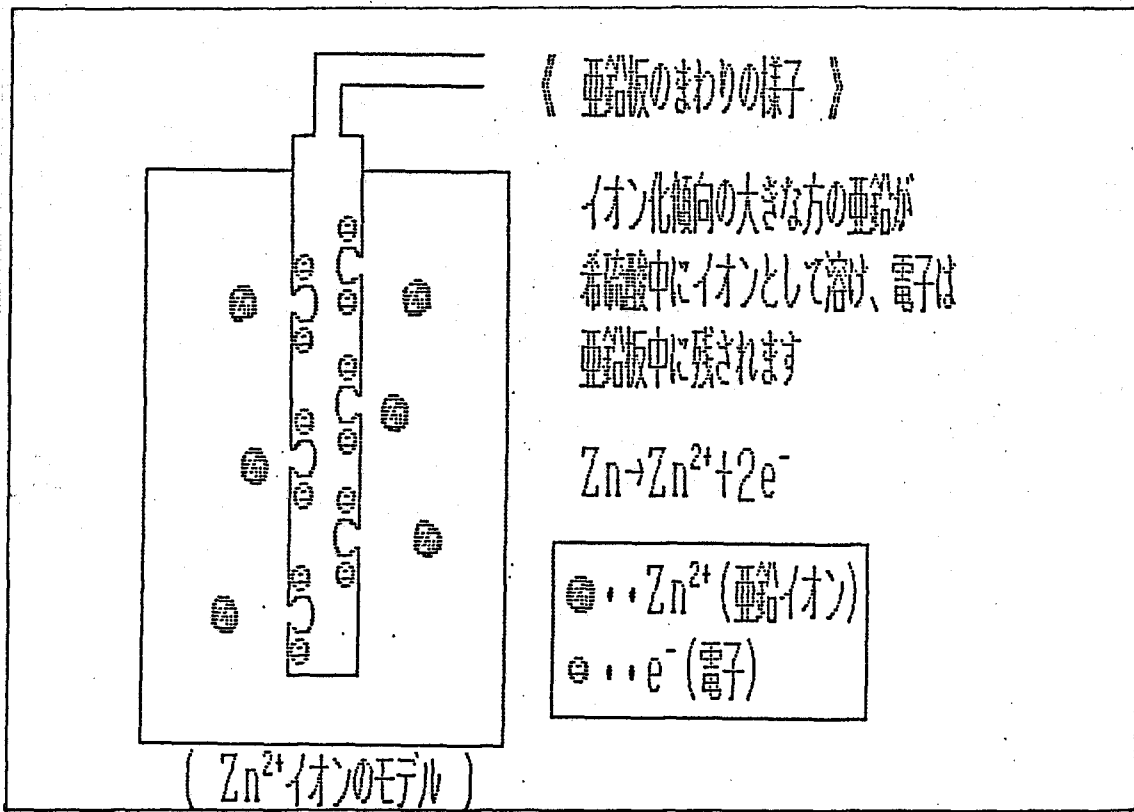 《 亜鉛板のまわりの様子 》
イオン化傾向の大きな方の亜鉛が
希硫酸中にイオンとして溶け、電子は
亜鉛板中に残されます
Zn→Zn²⁺+2e⁻
··Zn²⁺(亜鉛イオン)
··e⁻(電子)
( Zn²⁺イオンのモデル )